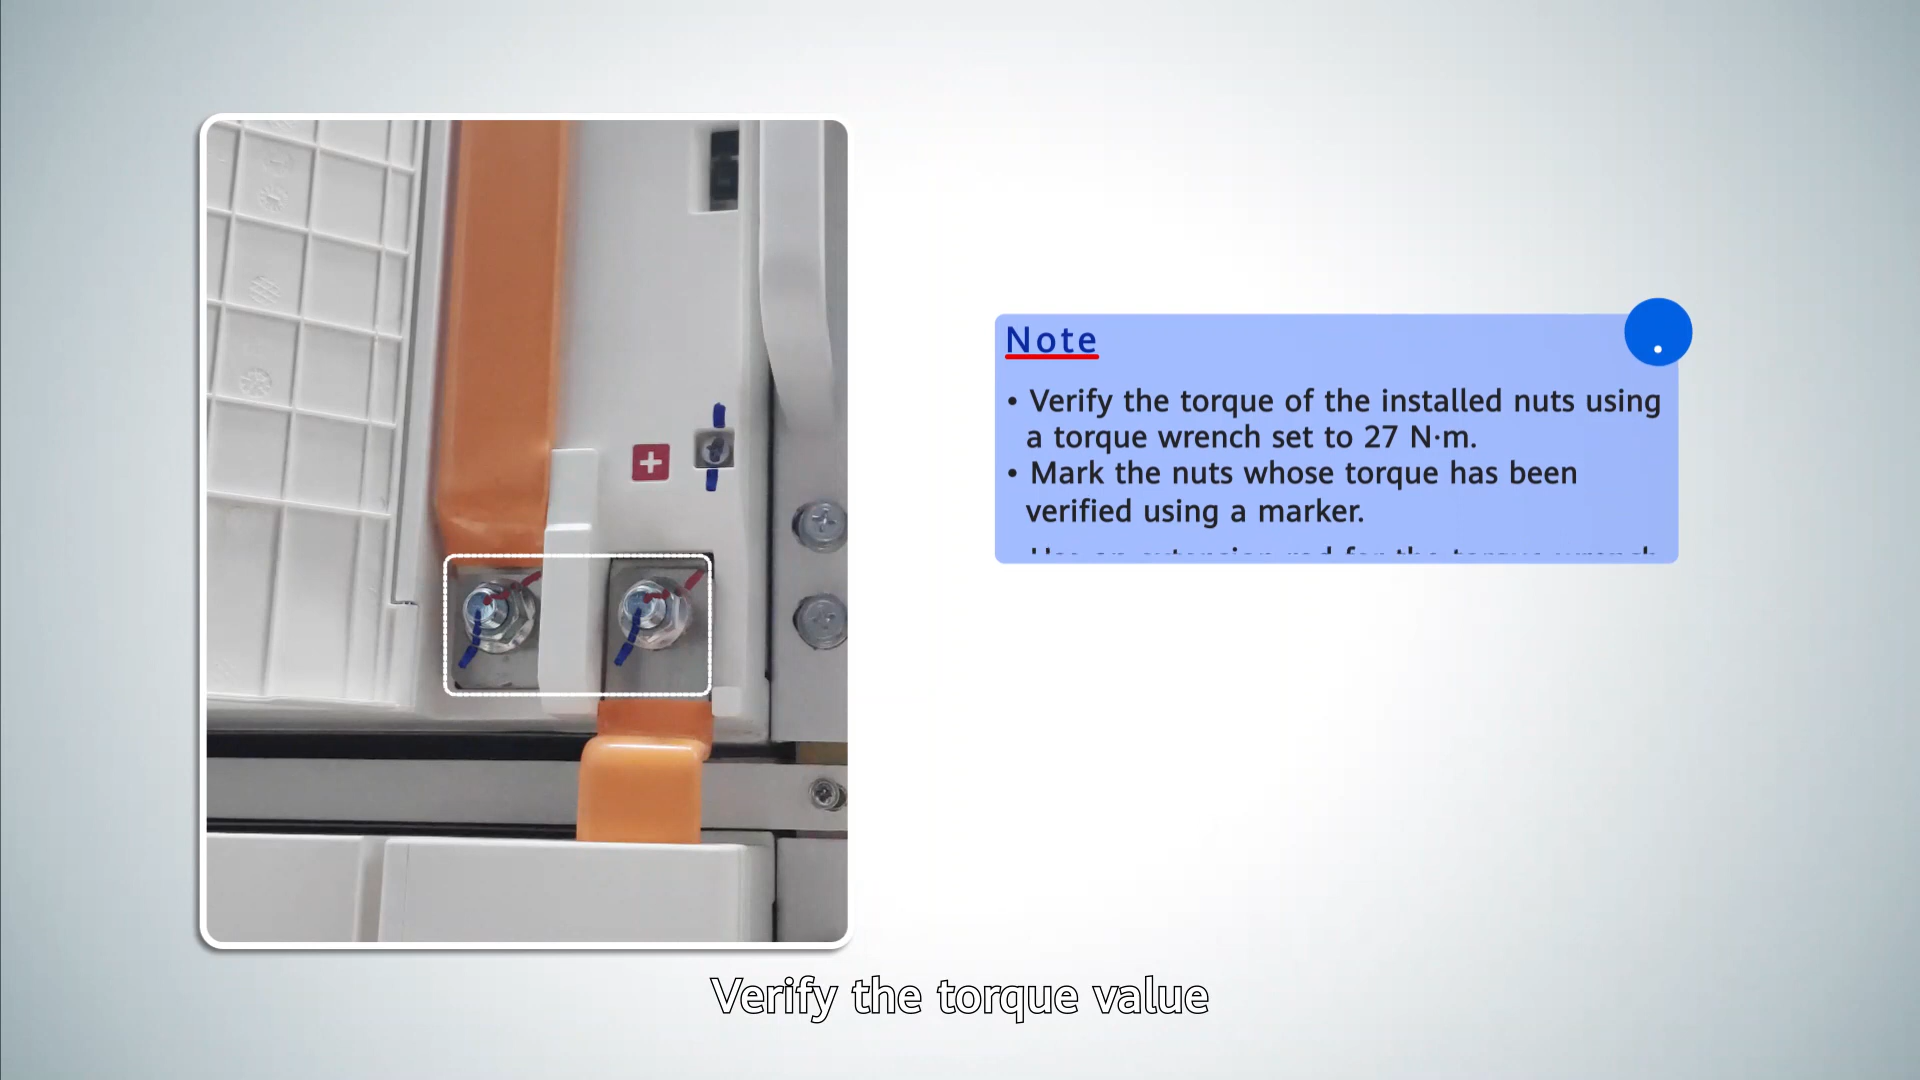 Note
• Verify the torque of the installed nuts using
a torque wrench set to 27 N·m.
• Mark the nuts whose torque has been
verified using a marker.
Verify the torque value